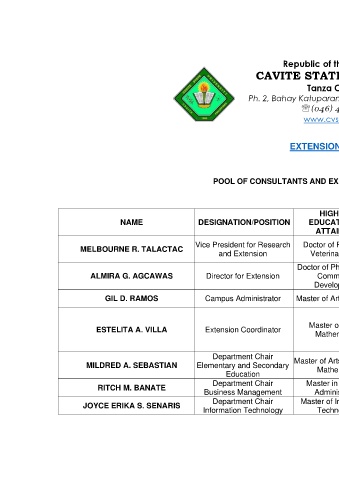 Republic of th
CAVITE STATE
Tanza C
Ph. 2, Bahay Katuparan
(046) 4
www.cvs
EXTENSION
POOL OF CONSULTANTS AND EX
NAME DESIGNATION/POSITION HIGH
EDUCAT
ATTAI
MELBOURNE R. TALACTAC Vice President for Research
and Extension Doctor of
Veterina
ALMIRA G. AGCAWAS Director for Extension Doctor of Ph
Comm
Develop
GIL D. RAMOS Campus Administrator Master of Ar
ESTELITA A. VILLA Extension Coordinator Master o
Mather
MILDRED A. SEBASTIAN Department Chair
Elementary and Secondary
Education Master of Arts
Mathe
RITCH M. BANATE Department Chair
Business Management Master in
Adminis
JOYCE ERIKA S. SENARIS Department Chair
Information Technology Master of In
Techn